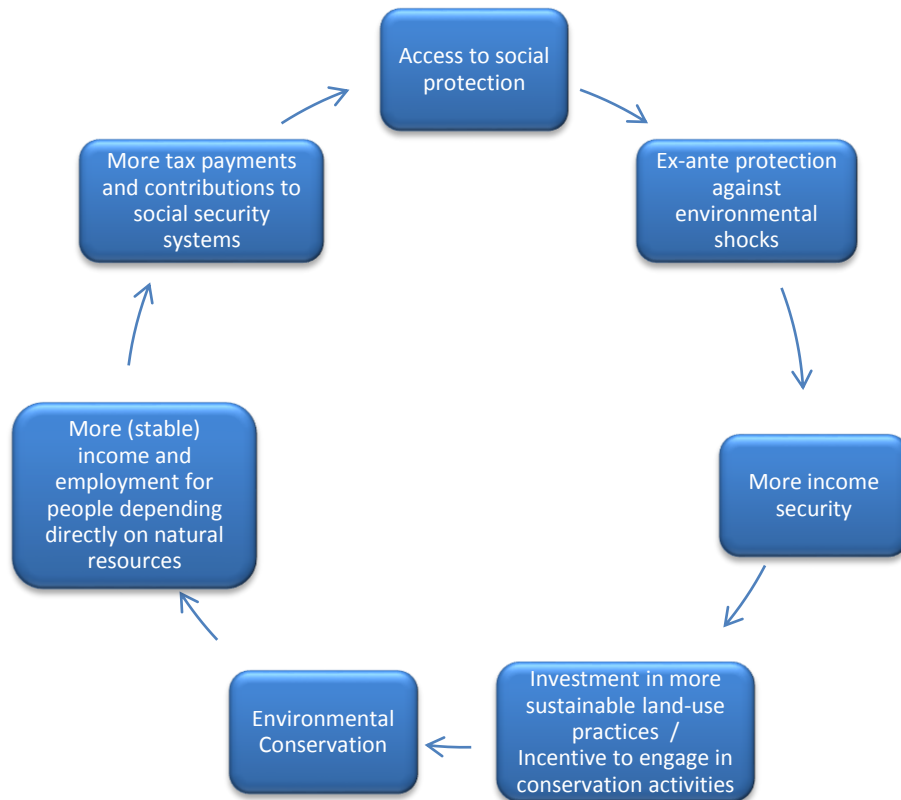 Access to social
protection
Ex-ante protection
against
environmental
shocks
More income
security
Investment in more
sustainable land-use
practices /
Incentive to engage in
conservation activities
Environmental
Conservation
More (stable)
income and
employment for
people depending
directly on natural
resources
More tax payments
and contributions to
social security
systems